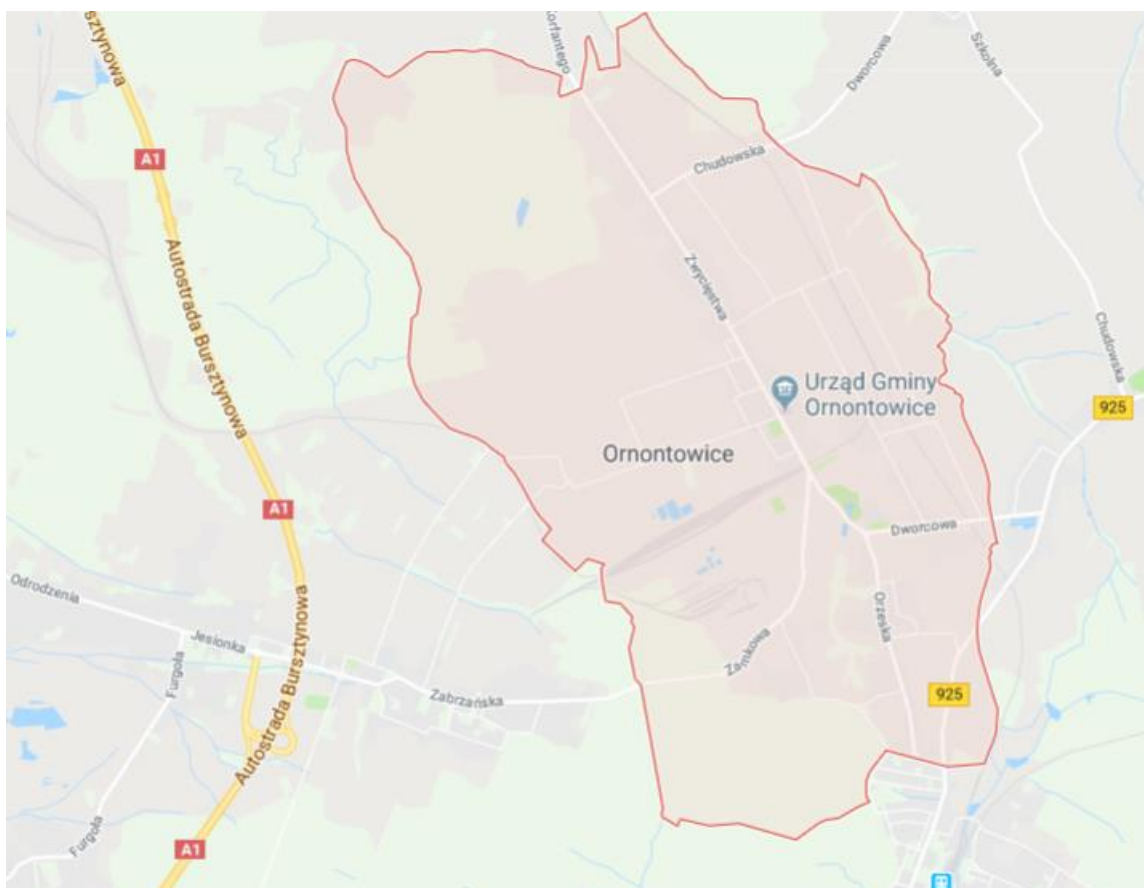 sztynowa
Korfantego
Dworcowa
Szkolna
A1
Chudowska
Zwycięstwa
Autostrada Bursztynowa
Chudowska
Urząd Gminy
Ornontowice
925
Ornontowice
A1
Dworcowa
Odrodzenia
Jesionka
Autostrada Bursztynowa
Orzeska
Furgoła
Zamkowa
Zabrzańska
925
Furgoła
A1